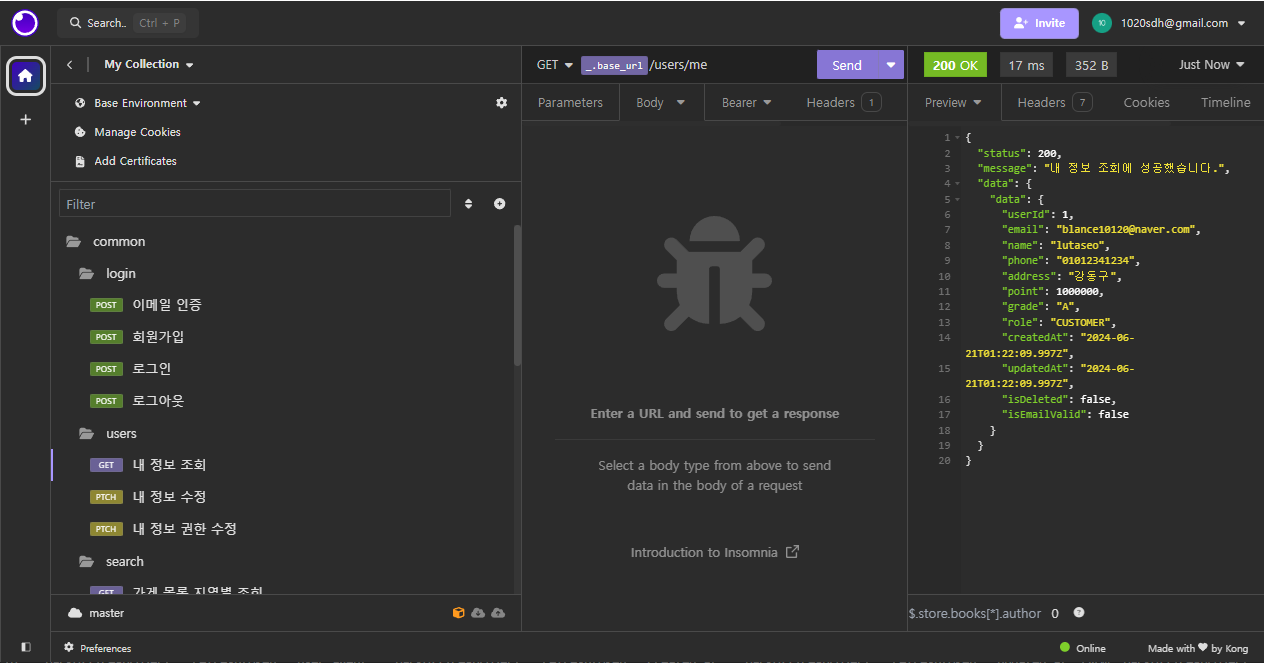 Search..
Ctrl + P
Invite
10
1020sdh@gmail.com
My Collection
Base Environment
Manage Cookies
Add Certificates
Filter
common
login
POST 이메일 인증
POST 회원가입
POST 로그인
POST 로그아웃
users
GET 내 정보 조회
PTCH 내 정보 수정
PTCH 내 정보 권한 수정
search
GET 가게 목록 지역별 조회
master
Preferences
GET _.base_url /users/me
Send
Parameters
Body
Bearer
Headers 1
Enter a URL and send to get a response
Select a body type from above to send
data in the body of a request
Introduction to Insomnia
200 OK
17 ms
352 B
Just Now
Preview
Headers 7
Cookies
Timeline
1 {
2 "status": 200,
3 "message": "내 정보 조회에 성공했습니다.",
4 "data": {
5 "data": {
6 "userId": 1,
7 "email": "blance10120@naver.com",
8 "name": "lutaseo",
9 "phone": "01012341234",
10 "address": "강동구",
11 "point": 1000000,
12 "grade": "A",
13 "role": "CUSTOMER",
14 "createdAt": "2024-06-
21T01:22:09.997Z",
15 "updatedAt": "2024-06-
21T01:22:09.997Z",
16 "isDeleted": false,
17 "isEmailValid": false
18 }
19 }
20 }
$.store.books[*].author 0
Online
Made with ♥ by Kong